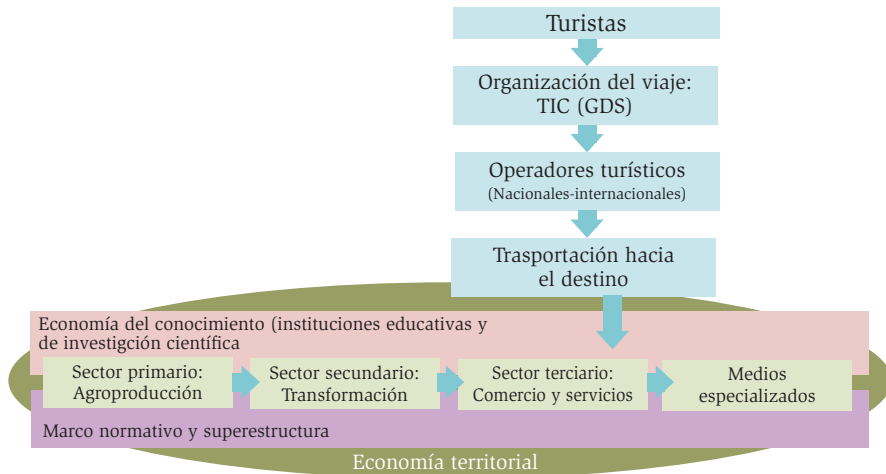 Turistas
Organización del viaje:
TIC (GDS)
Operadores turísticos
(Nacionales-internacionales)
Trasportación hacia
el destino
Economía del conocimiento (instituciones educativas y
de investigción científica
Sector primario:
Agroproducción
Sector secundario:
Transformación
Sector terciario:
Comercio y servicios
Medios
especializados
Marco normativo y superestructura
Economía territorial